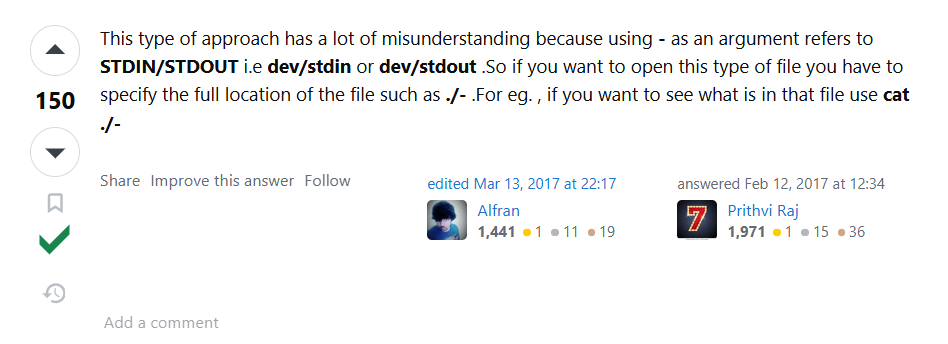 This type of approach has a lot of misunderstanding because using - as an argument refers to
STDIN/STDOUT i.e dev/stdin or dev/stdout .So if you want to open this type of file you have to
specify the full location of the file such as ./- .For eg. , if you want to see what is in that file use cat
./-
150
Share Improve this answer Follow
edited Mar 13, 2017 at 22:17
Alfran
1,441 1 11 19
answered Feb 12, 2017 at 12:34
7
Prithvi Raj
1,971 1 15 36
Add a comment